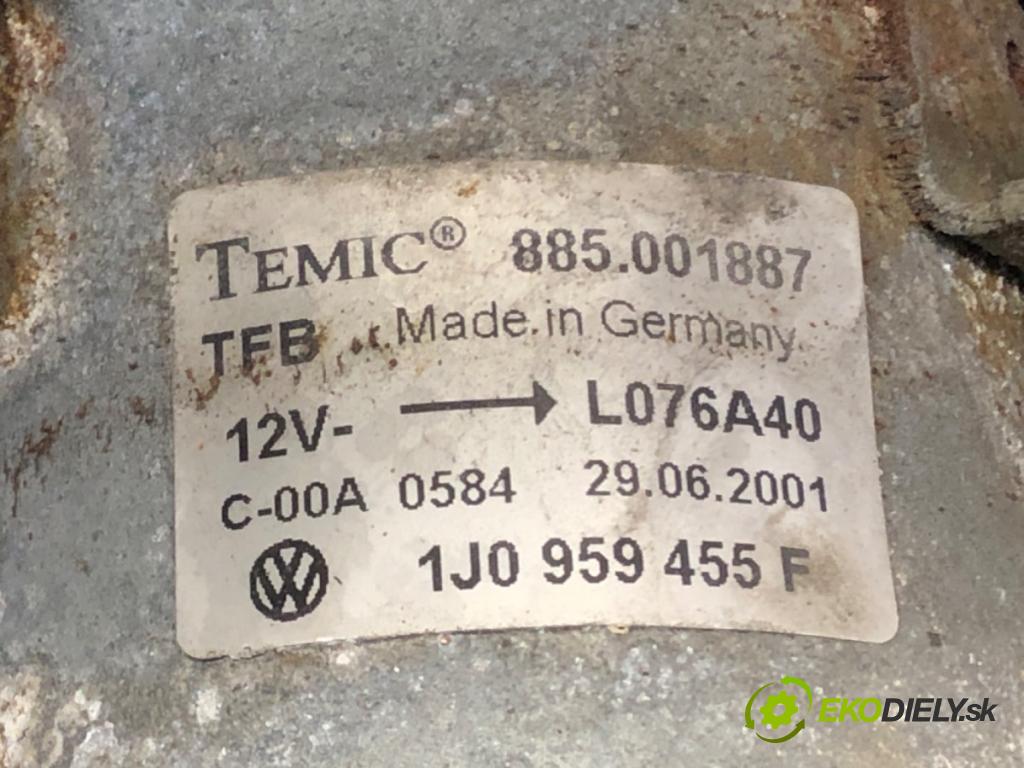 TEMIC® 885.001887
TFB Made in Germany
12V- → L076A40
C-00A 0584 29.06.2001
VW 1J0 959 455 F
EKODIELY.sk